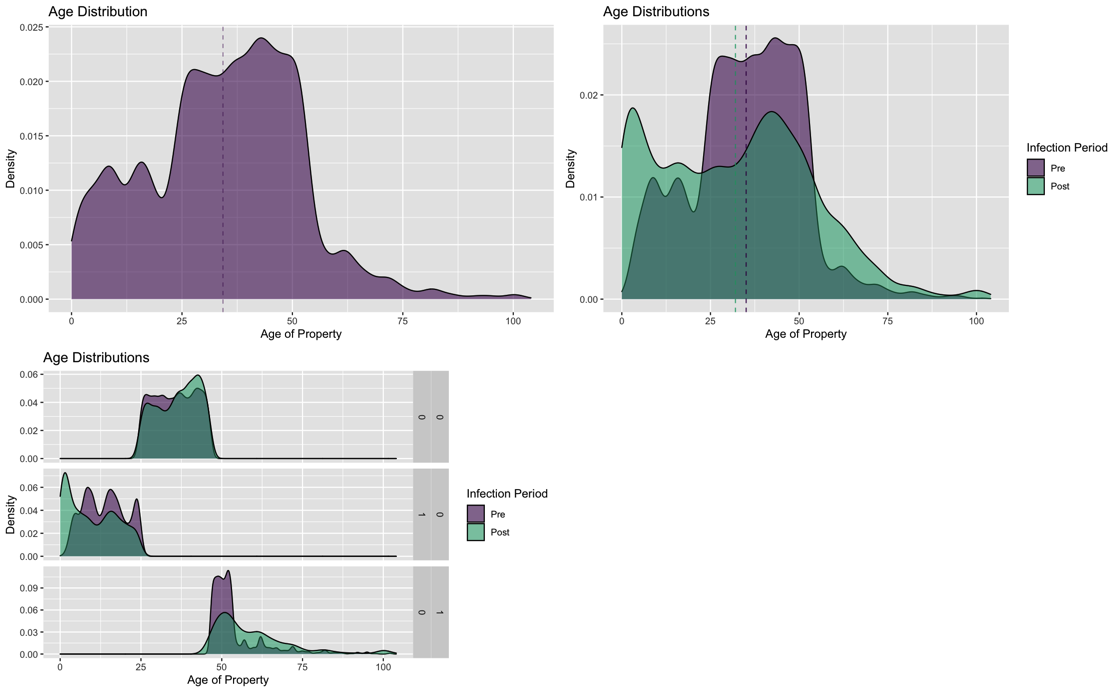 Age Distribution
Density
0.025
0.020
0.015
0.010
0.005
0.000
0 25 50 75 100
Age of Property
Age Distributions
Density
0.02
0.01
0.00
0 25 50 75 100
Age of Property
Infection Period
Pre
Post
Age Distributions
Density
0.06
0.04
0.02
0.00
0 0
0.06
0.04
0.02
0.00
1 0
0.09
0.06
0.03
0.00
0 1
0 25 50 75 100
Age of Property
Infection Period
Pre
Post